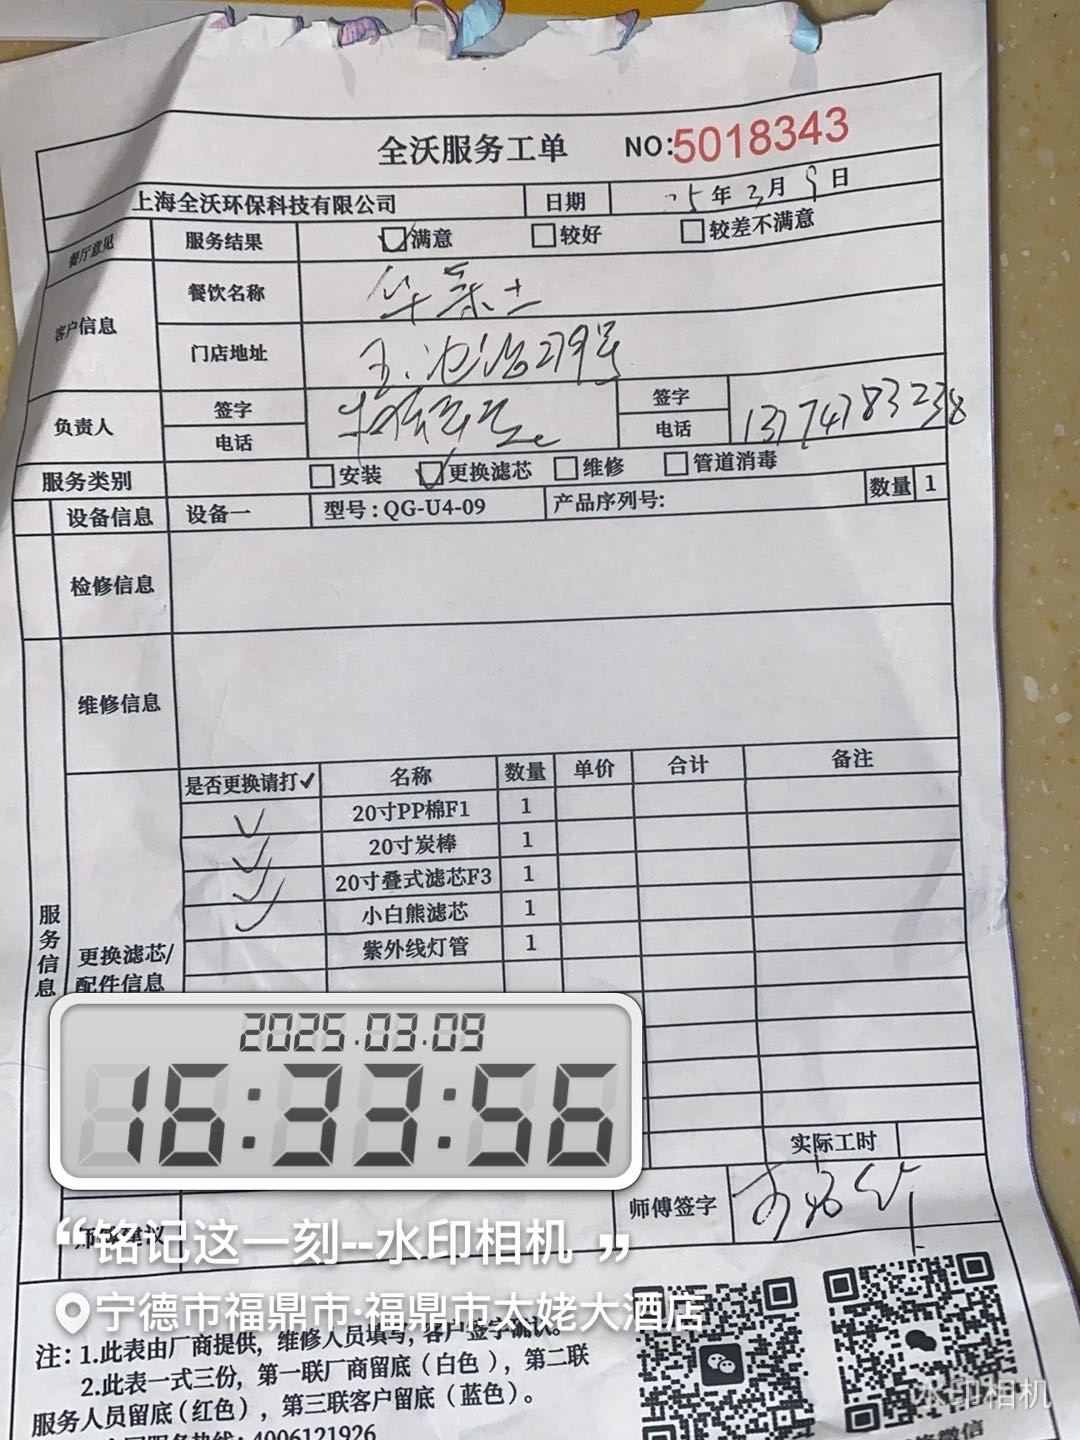 全沃服务工单 NO:5018343
上海全沃环保科技有限公司 日期 25年3月9日
餐厅意见 服务结果 满意 较好 较差不满意
客户信息 餐饮名称 华莱士
门店地址 279号
负责人 签字 签字
电话 电话 13774783238
服务类别 安装 更换滤芯 维修 管道消毒
设备信息 设备一 型号:QG-U4-09 产品序列号: 数量 1
检修信息
维修信息
服务信息
更换滤芯/
配件信息
是否更换请打✓ 名称 数量 单价 合计 备注
✓ 20寸PP棉F1 1
✓ 20寸炭棒 1
✓ 20寸叠式滤芯F3 1
✓ 小白熊滤芯 1
紫外线灯管 1
2025.03.09
16:33:56
实际工时
师傅签字
“铭记这一刻--水印相机”
宁德市福鼎市·福鼎市太姥大酒店
注:1.此表由厂商提供,维修人员填写,客户签字确认。
2.此表一式三份,第一联厂商留底(白色),第二联
服务人员留底(红色),第三联客户留底(蓝色)。
4006121926
水印相机